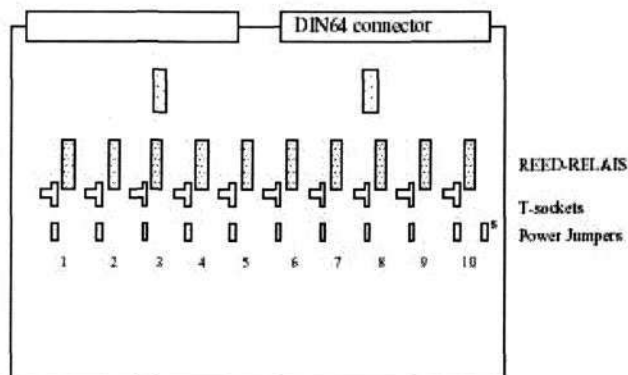 DIN64 connector
REED-RELAIS
T-sockets
s
Power Jumpers
1 2 3 4 5 6 7 8 9 10